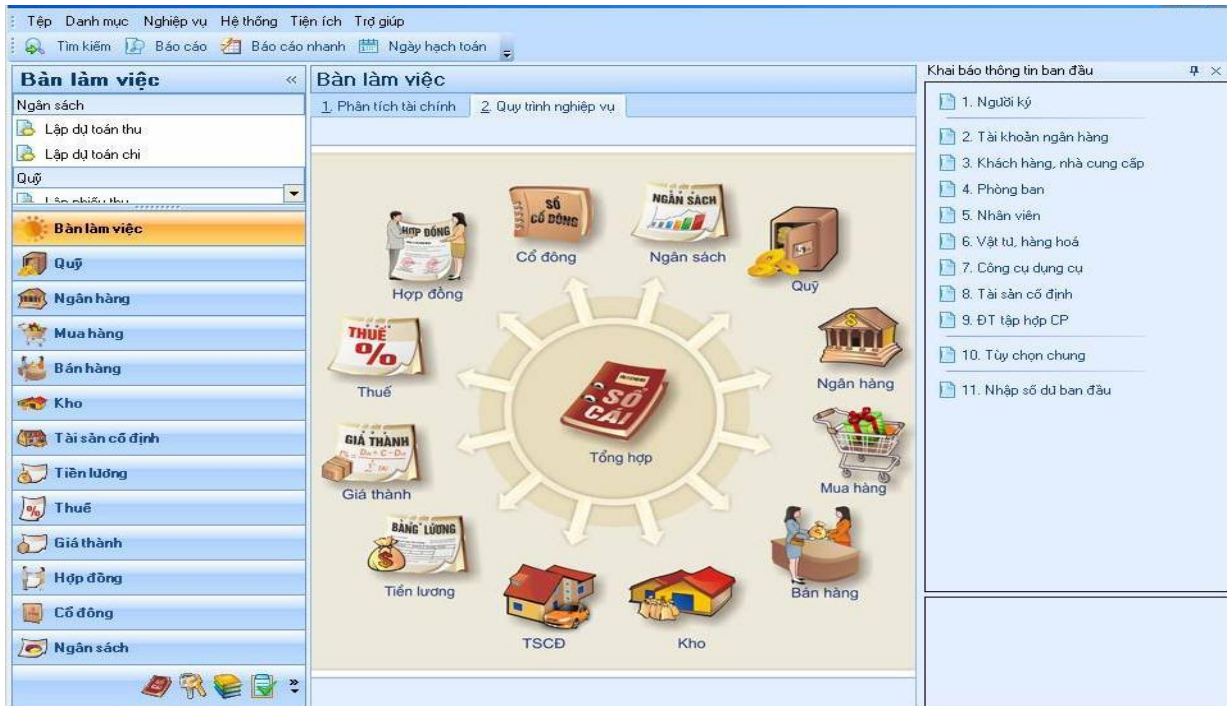 Tệp Danh mục Nghiệp vụ Hệ thống Tiện ích Trợ giúp
Tìm kiếm Báo cáo Báo cáo nhanh Ngày hạch toán
Bàn làm việc
Ngân sách
Lập dự toán thu
Lập dự toán chi
Quỹ
Lập phiếu thu
Bàn làm việc
Quỹ
Ngân hàng
Mua hàng
Bán hàng
Kho
Tài sản cố định
Tiền lương
Thuế
Giá thành
Hợp đồng
Cổ đông
Ngân sách
Bàn làm việc
1. Phân tích tài chính 2. Quy trình nghiệp vụ
HỢP ĐỒNG
Hợp đồng
SỔ
CỔ ĐÔNG
Cổ đông
NGÂN SÁCH
Ngân sách
Quỹ
THUẾ
%
Thuế
Ngân hàng
SỔ
CÁI
Tổng hợp
GIÁ THÀNH
Giá thành
Mua hàng
BẢNG LƯƠNG
Tiền lương
Bán hàng
TSCĐ
Kho
Khai báo thông tin ban đầu
1. Người ký
2. Tài khoản ngân hàng
3. Khách hàng, nhà cung cấp
4. Phòng ban
5. Nhân viên
6. Vật tư, hàng hoá
7. Công cụ dụng cụ
8. Tài sản cố định
9. ĐT tập hợp CP
10. Tùy chọn chung
11. Nhập số dư ban đầu